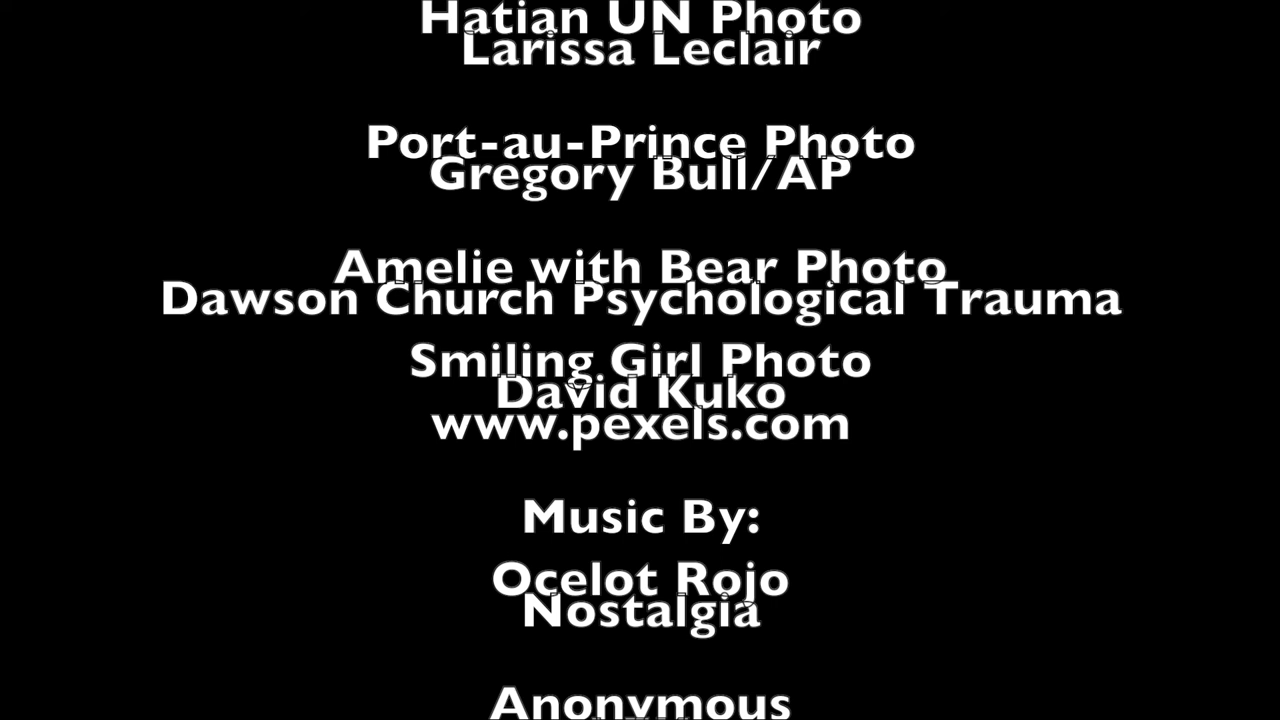 Hatian UN Photo
Larissa Leclair
Port-au-Prince Photo
Gregory Bull/AP
Amelie with Bear Photo
Dawson Church Psychological Trauma
Smiling Girl Photo
David Kuko
www.pexels.com
Music By:
Ocelot Rojo
Nostalgia
Anonymous